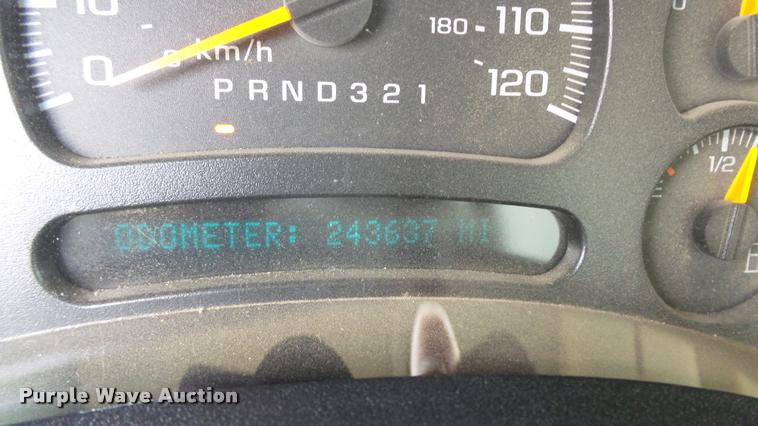 10
110
180
km/h
0
120
PRND321
1/2
ODOMETER: 243637 MI
Purple Wave Auction